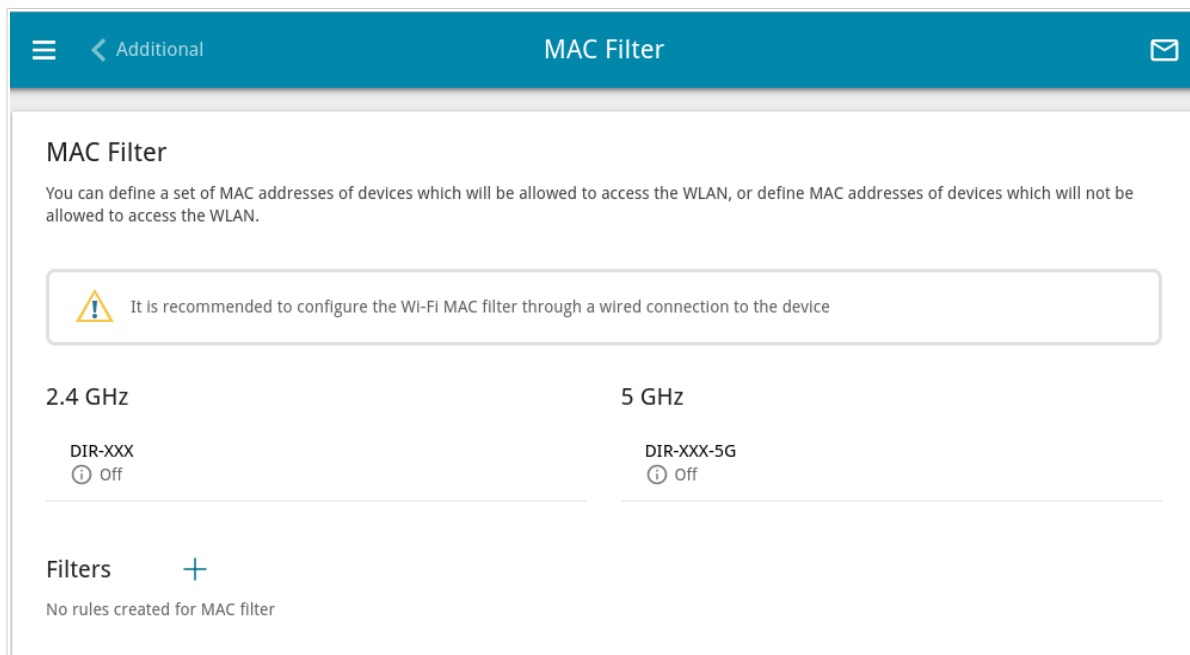 Additional
MAC Filter
MAC Filter
You can define a set of MAC addresses of devices which will be allowed to access the WLAN, or define MAC addresses of devices which will not be
allowed to access the WLAN.
It is recommended to configure the Wi-Fi MAC filter through a wired connection to the device
2.4 GHz
5 GHz
DIR-XXX
Off
DIR-XXX-5G
Off
Filters
No rules created for MAC filter